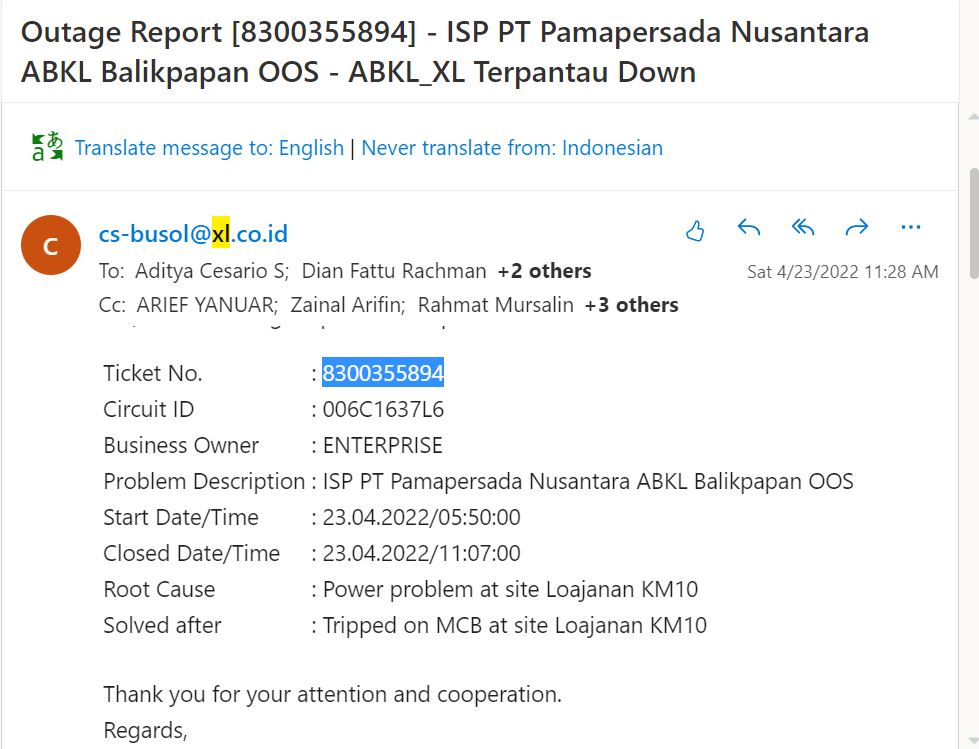 Outage Report [8300355894] - ISP PT Pamapersada Nusantara
ABKL Balikpapan OOS - ABKL_XL Terpantau Down
Translate message to: English | Never translate from: Indonesian
C
cs-busol@xl.co.id
To: Aditya Cesario S; Dian Fattu Rachman +2 others
Sat 4/23/2022 11:28 AM
Cc: ARIEF YANUAR; Zainal Arifin; Rahmat Mursalin +3 others
Ticket No. : 8300355894
Circuit ID : 006C1637L6
Business Owner : ENTERPRISE
Problem Description : ISP PT Pamapersada Nusantara ABKL Balikpapan OOS
Start Date/Time : 23.04.2022/05:50:00
Closed Date/Time : 23.04.2022/11:07:00
Root Cause : Power problem at site Loajanan KM10
Solved after : Tripped on MCB at site Loajanan KM10
Thank you for your attention and cooperation.
Regards,